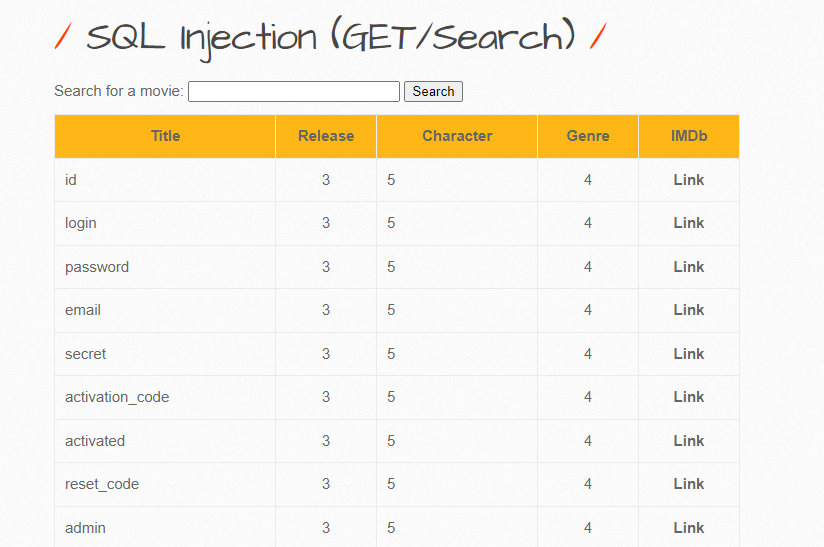 / SQL Injection (GET/Search) /
Search for a movie: Search
Title Release Character Genre IMDb
id 3 5 4 Link
login 3 5 4 Link
password 3 5 4 Link
email 3 5 4 Link
secret 3 5 4 Link
activation_code 3 5 4 Link
activated 3 5 4 Link
reset_code 3 5 4 Link
admin 3 5 4 Link